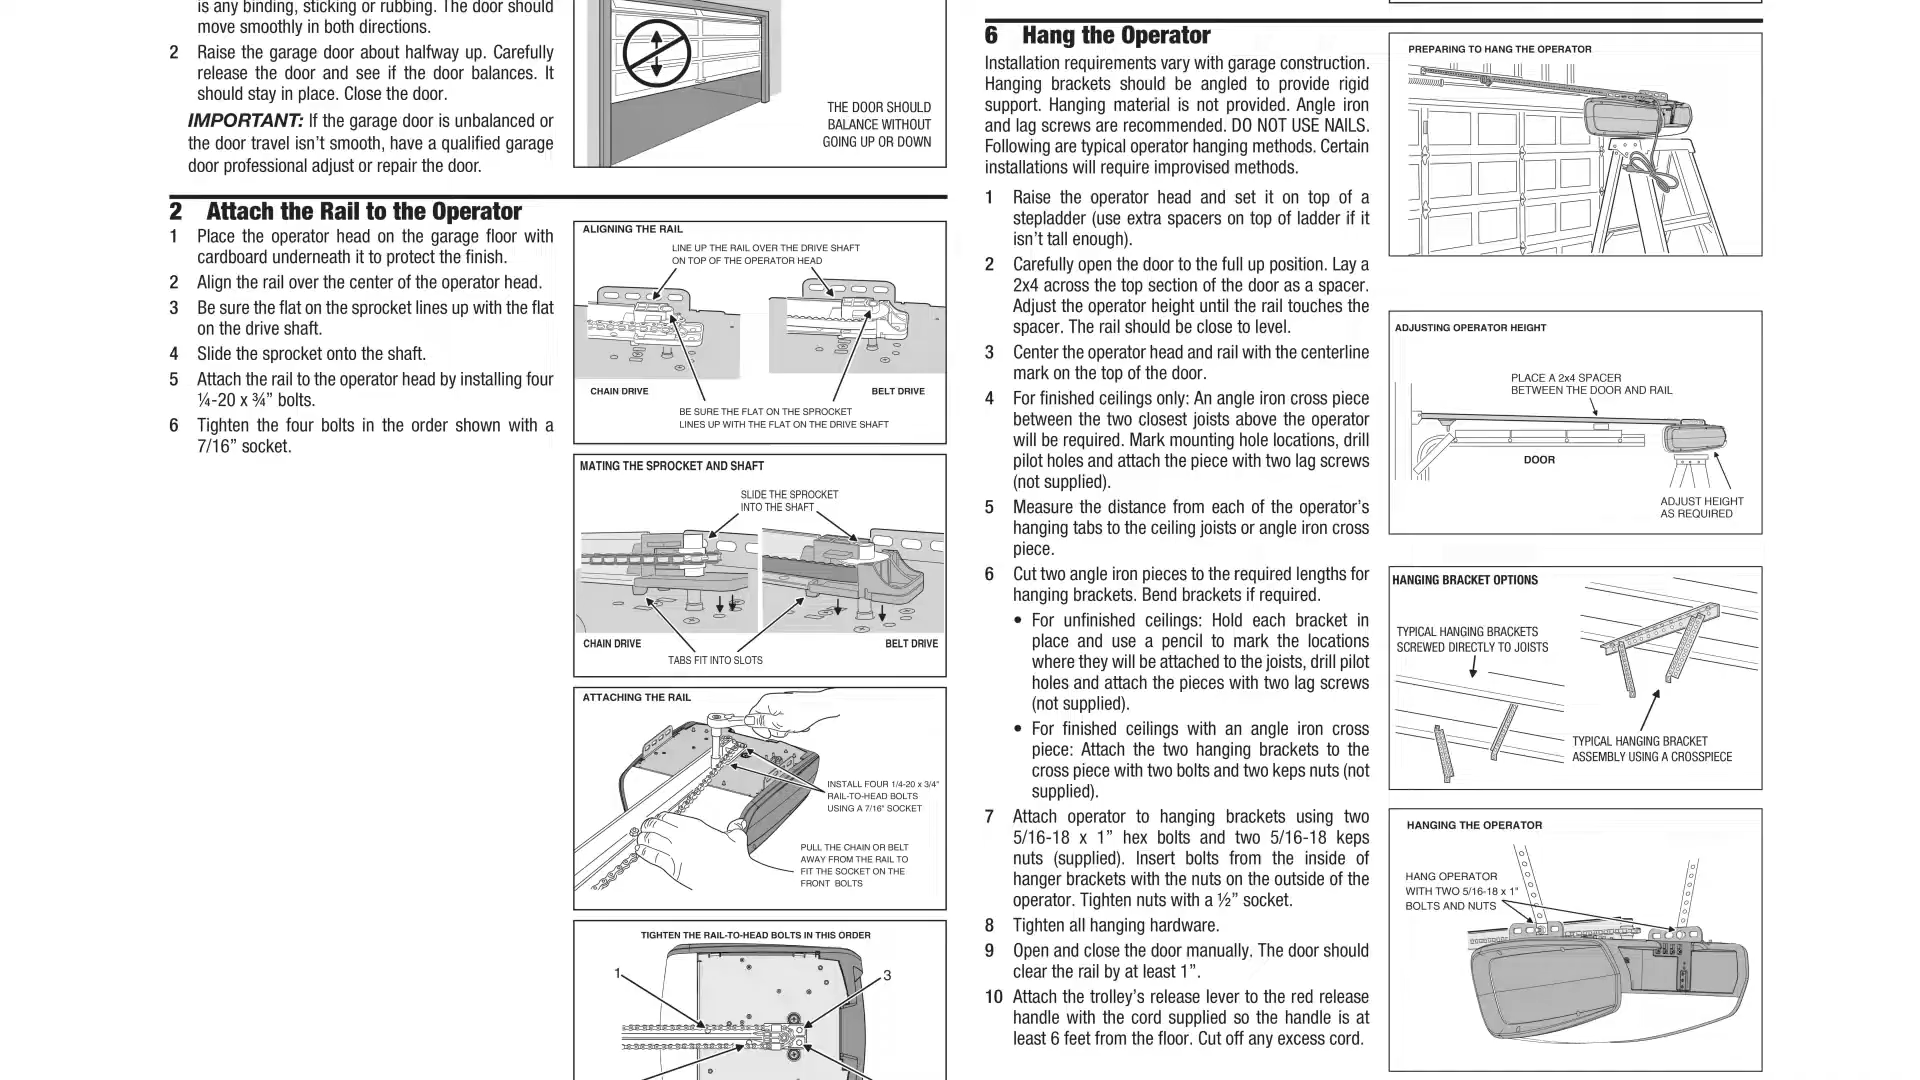 is any binding, sticking or rubbing. The door should
move smoothly in both directions.
2 Raise the garage door about halfway up. Carefully
release the door and see if the door balances. It
should stay in place. Close the door.
IMPORTANT: If the garage door is unbalanced or
the door travel isn't smooth, have a qualified garage
door professional adjust or repair the door.
THE DOOR SHOULD
BALANCE WITHOUT
GOING UP OR DOWN
2 Attach the Rail to the Operator
1 Place the operator head on the garage floor with
cardboard underneath it to protect the finish.
2 Align the rail over the center of the operator head.
3 Be sure the flat on the sprocket lines up with the flat
on the drive shaft.
4 Slide the sprocket onto the shaft.
5 Attach the rail to the operator head by installing four
¼-20 x ¾” bolts.
6 Tighten the four bolts in the order shown with a
7/16” socket.
ALIGNING THE RAIL
LINE UP THE RAIL OVER THE DRIVE SHAFT
ON TOP OF THE OPERATOR HEAD
CHAIN DRIVE
BELT DRIVE
BE SURE THE FLAT ON THE SPROCKET
LINES UP WITH THE FLAT ON THE DRIVE SHAFT
MATING THE SPROCKET AND SHAFT
SLIDE THE SPROCKET
INTO THE SHAFT
CHAIN DRIVE
BELT DRIVE
TABS FIT INTO SLOTS
ATTACHING THE RAIL
INSTALL FOUR 1/4-20 x 3/4"
RAIL-TO-HEAD BOLTS
USING A 7/16" SOCKET
PULL THE CHAIN OR BELT
AWAY FROM THE RAIL TO
FIT THE SOCKET ON THE
FRONT BOLTS
TIGHTEN THE RAIL-TO-HEAD BOLTS IN THIS ORDER
1
3
6 Hang the Operator
Installation requirements vary with garage construction.
Hanging brackets should be angled to provide rigid
support. Hanging material is not provided. Angle iron
and lag screws are recommended. DO NOT USE NAILS.
Following are typical operator hanging methods. Certain
installations will require improvised methods.
1 Raise the operator head and set it on top of a
stepladder (use extra spacers on top of ladder if it
isn't tall enough).
2 Carefully open the door to the full up position. Lay a
2x4 across the top section of the door as a spacer.
Adjust the operator height until the rail touches the
spacer. The rail should be close to level.
3 Center the operator head and rail with the centerline
mark on the top of the door.
4 For finished ceilings only: An angle iron cross piece
between the two closest joists above the operator
will be required. Mark mounting hole locations, drill
pilot holes and attach the piece with two lag screws
(not supplied).
5 Measure the distance from each of the operator's
hanging tabs to the ceiling joists or angle iron cross
piece.
6 Cut two angle iron pieces to the required lengths for
hanging brackets. Bend brackets if required.
• For unfinished ceilings: Hold each bracket in
place and use a pencil to mark the locations
where they will be attached to the joists, drill pilot
holes and attach the pieces with two lag screws
(not supplied).
• For finished ceilings with an angle iron cross
piece: Attach the two hanging brackets to the
cross piece with two bolts and two keps nuts (not
supplied).
7 Attach operator to hanging brackets using two
5/16-18 x 1” hex bolts and two 5/16-18 keps
nuts (supplied). Insert bolts from the inside of
hanger brackets with the nuts on the outside of the
operator. Tighten nuts with a ½” socket.
8 Tighten all hanging hardware.
9 Open and close the door manually. The door should
clear the rail by at least 1”.
10 Attach the trolley's release lever to the red release
handle with the cord supplied so the handle is at
least 6 feet from the floor. Cut off any excess cord.
PREPARING TO HANG THE OPERATOR
ADJUSTING OPERATOR HEIGHT
PLACE A 2x4 SPACER
BETWEEN THE DOOR AND RAIL
DOOR
ADJUST HEIGHT
AS REQUIRED
HANGING BRACKET OPTIONS
TYPICAL HANGING BRACKETS
SCREWED DIRECTLY TO JOISTS
TYPICAL HANGING BRACKET
ASSEMBLY USING A CROSSPIECE
HANGING THE OPERATOR
HANG OPERATOR
WITH TWO 5/16-18 x 1"
BOLTS AND NUTS